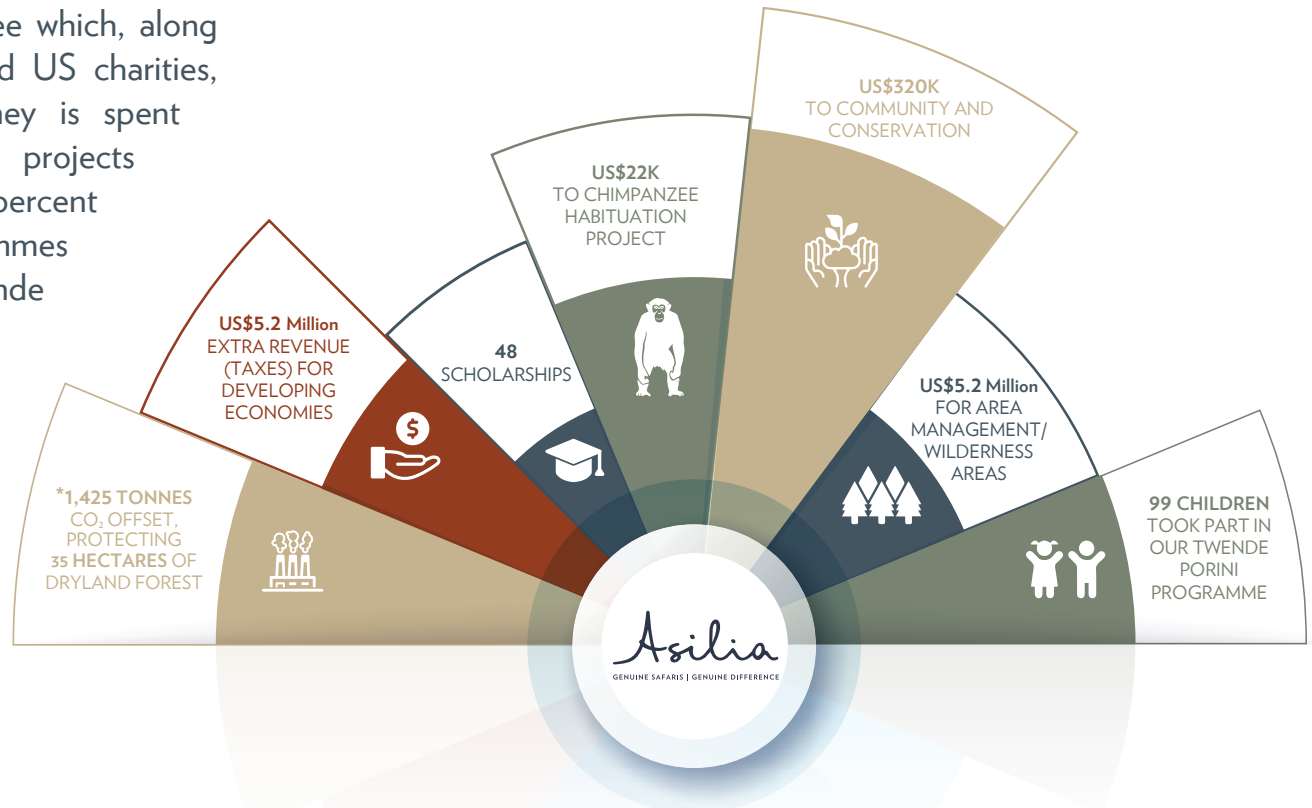 ee which, along
d US charities,
ney is spent
projects
percent
mmes
nde
US$320K
TO COMMUNITY AND
CONSERVATION
US$22K
TO CHIMPANZEE
HABITUATION
PROJECT
US$5.2 Million
EXTRA REVENUE
(TAXES) FOR
DEVELOPING
ECONOMIES
48
SCHOLARSHIPS
US$5.2 Million
FOR AREA
MANAGEMENT/
WILDERNESS
AREAS
*1,425 TONNES
CO₂ OFFSET,
PROTECTING
35 HECTARES OF
DRYLAND FOREST
99 CHILDREN
TOOK PART IN
OUR TWENDE
PORINI
PROGRAMME
$
Asilia
GENUINE SAFARIS | GENUINE DIFFERENCE